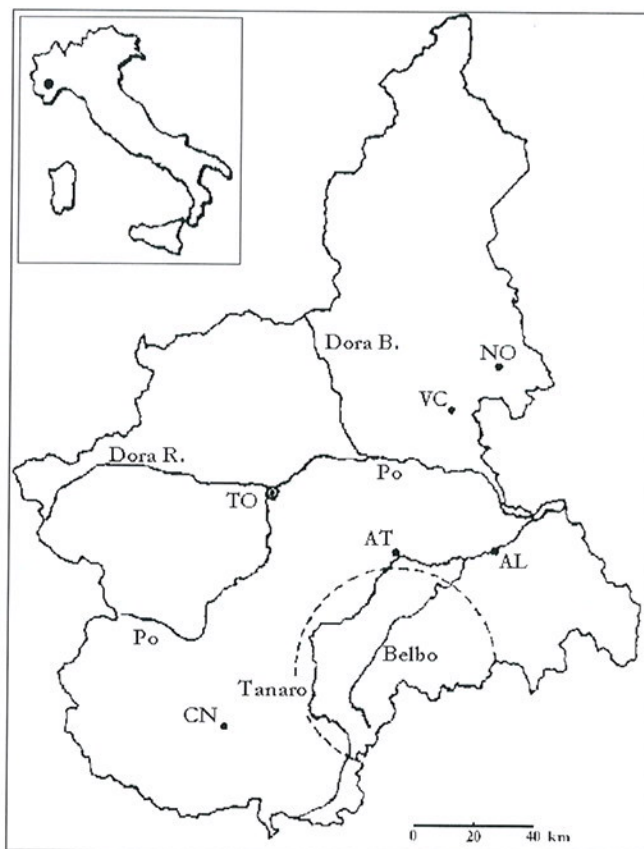 Dora B.
NO
VC
Dora R.
Po
TO
AT
AL
Po
Belbo
Tanaro
CN
0 20 40 km